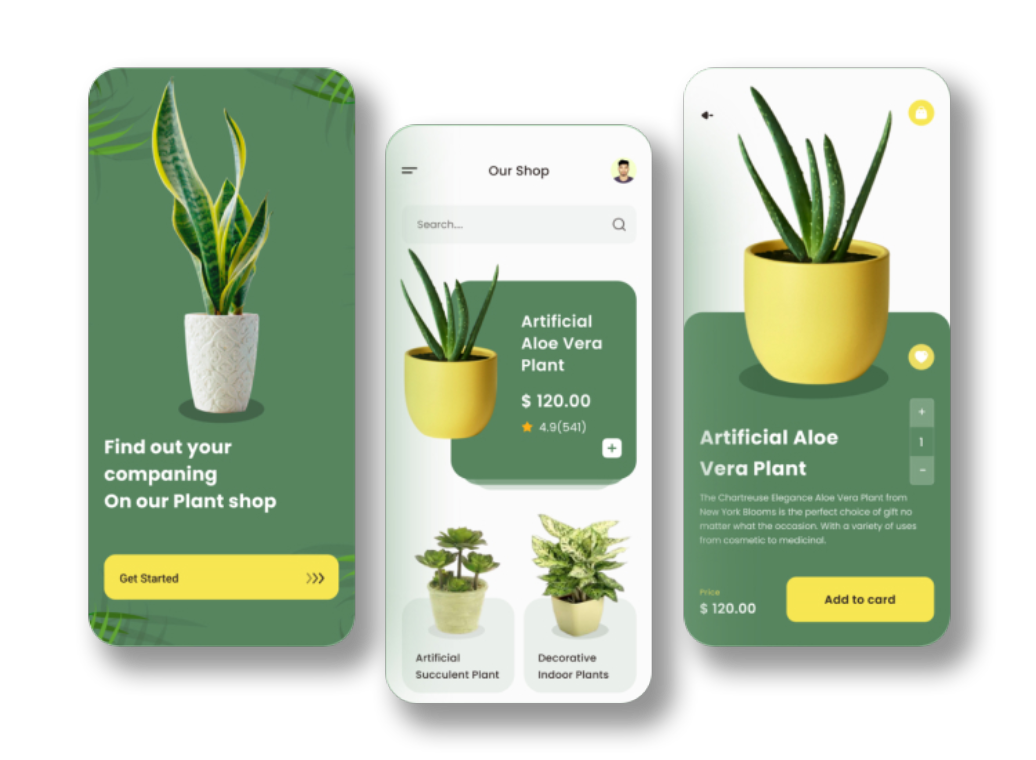 Find out your
companing
On our Plant shop
Get Started
Our Shop
Search....
Artificial
Aloe Vera
Plant
$ 120.00
4.9(541)
Artificial
Succulent Plant
Decorative
Indoor Plants
Artificial Aloe
Vera Plant
+
1
-
The Chartreuse Elegance Aloe Vera Plant from
New York Blooms is the perfect choice of gift no
matter what the occasion. With a variety of uses
from cosmetic to medicinal.
Price
$ 120.00
Add to card